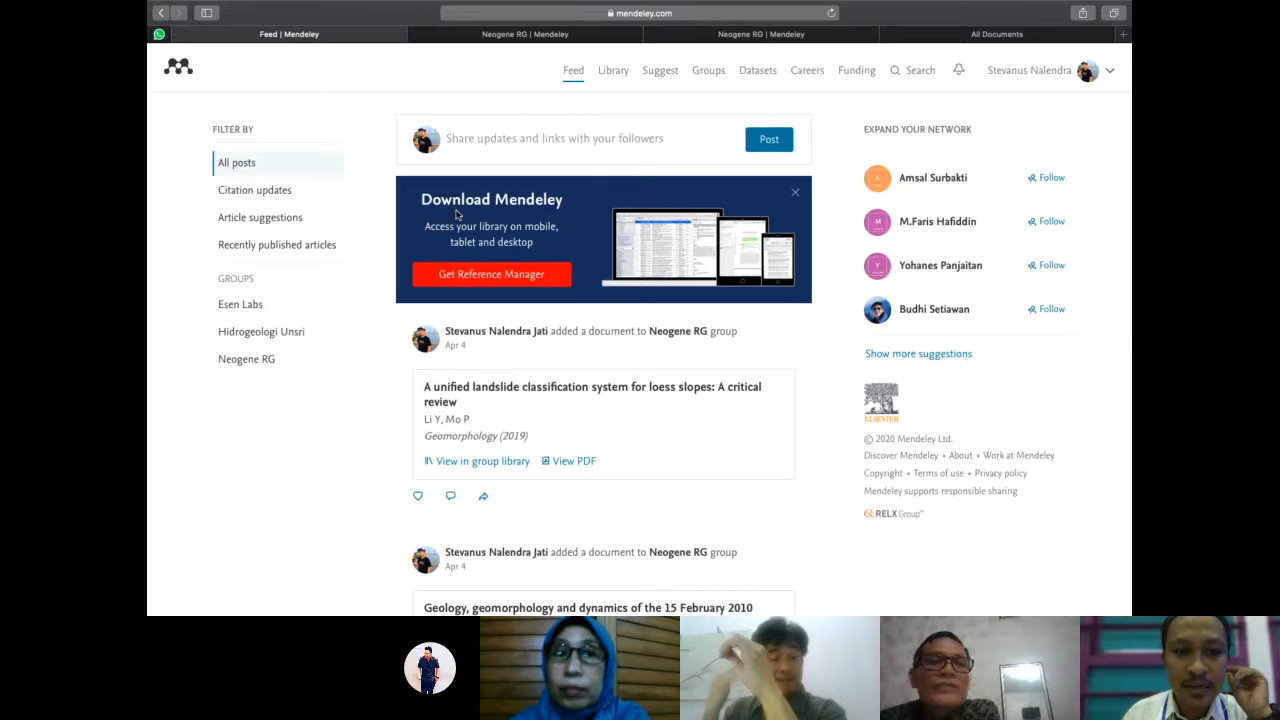 mendeley.com
Feed | Mendeley
Neogene RG | Mendeley
Neogene RG | Mendeley
All Documents
Feed
Library
Suggest
Groups
Datasets
Careers
Funding
Search
Stevanus Nalendra
FILTER BY
All posts
Citation updates
Article suggestions
Recently published articles
GROUPS
Esen Labs
Hidrogeologi Unsri
Neogene RG
Share updates and links with your followers
Post
Download Mendeley
Access your library on mobile,
tablet and desktop
Get Reference Manager
Stevanus Nalendra Jati added a document to Neogene RG group
Apr 4
A unified landslide classification system for loess slopes: A critical
review
Li Y, Mo P
Geomorphology (2019)
View in group library
View PDF
Stevanus Nalendra Jati added a document to Neogene RG group
Apr 4
Geology, geomorphology and dynamics of the 15 February 2010
EXPAND YOUR NETWORK
A
Amsal Surbakti
Follow
M
M.Faris Hafiddin
Follow
Y
Yohanes Panjaitan
Follow
Budhi Setiawan
Follow
Show more suggestions
ELSEVIER
© 2020 Mendeley Ltd.
Discover Mendeley • About • Work at Mendeley
Copyright • Terms of use • Privacy policy
Mendeley supports responsible sharing
RELX Group™